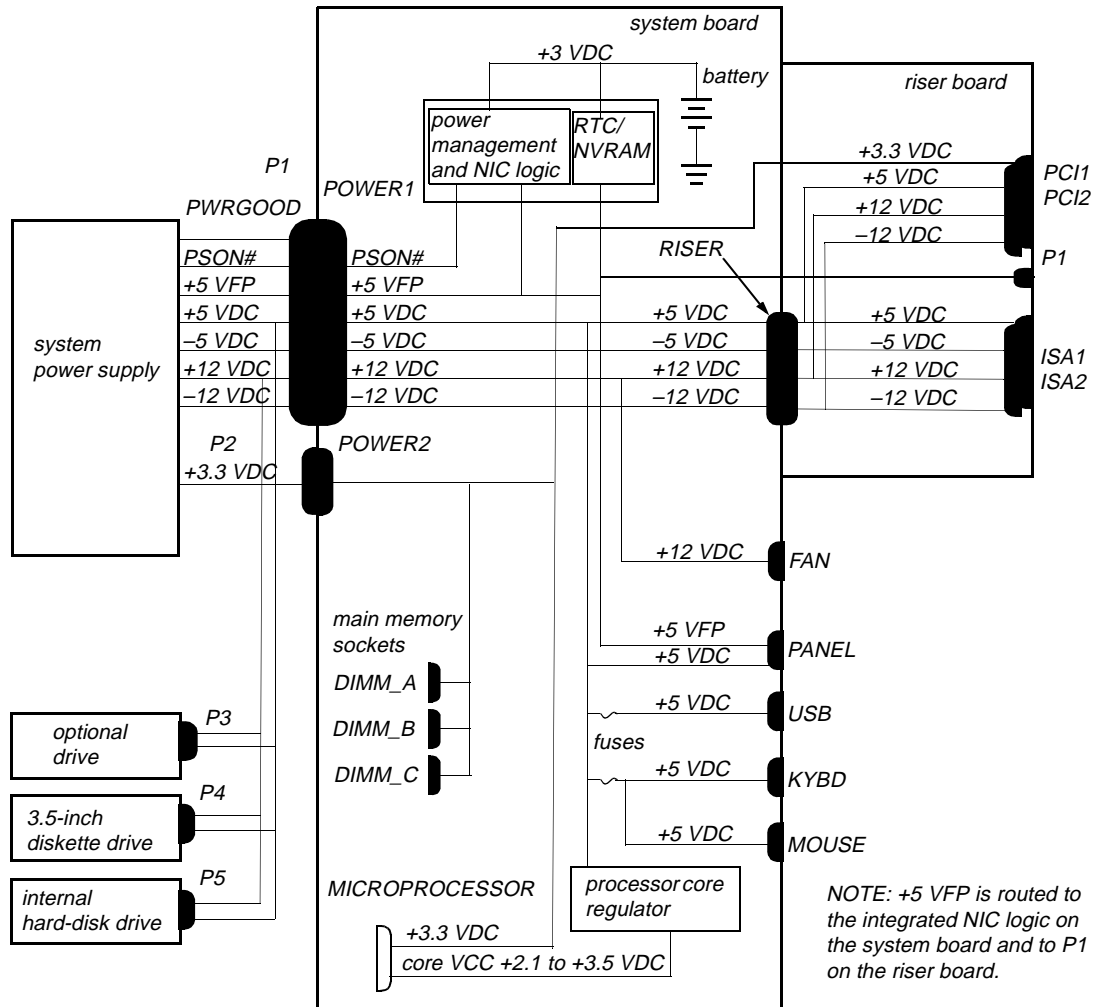 system board
+3 VDC
battery
riser board
power
management
and NIC logic
RTC/
NVRAM
P1
POWER1
PWRGOOD
+3.3 VDC
+5 VDC
+12 VDC
–12 VDC
PCI1
PCI2
RISER
P1
system
power supply
PSON#
+5 VFP
+5 VDC
–5 VDC
+12 VDC
–12 VDC
PSON#
+5 VFP
+5 VDC
–5 VDC
+12 VDC
–12 VDC
+5 VDC
–5 VDC
+12 VDC
–12 VDC
+5 VDC
–5 VDC
+12 VDC
–12 VDC
ISA1
ISA2
P2
+3.3 VDC
POWER2
+12 VDC
FAN
main memory
sockets
DIMM_A
DIMM_B
DIMM_C
+5 VFP
+5 VDC
PANEL
+5 VDC
USB
fuses
+5 VDC
KYBD
+5 VDC
MOUSE
optional
drive
P3
3.5-inch
diskette drive
P4
internal
hard-disk drive
P5
MICROPROCESSOR
+3.3 VDC
core VCC +2.1 to +3.5 VDC
processor core
regulator
NOTE: +5 VFP is routed to
the integrated NIC logic on
the system board and to P1
on the riser board.